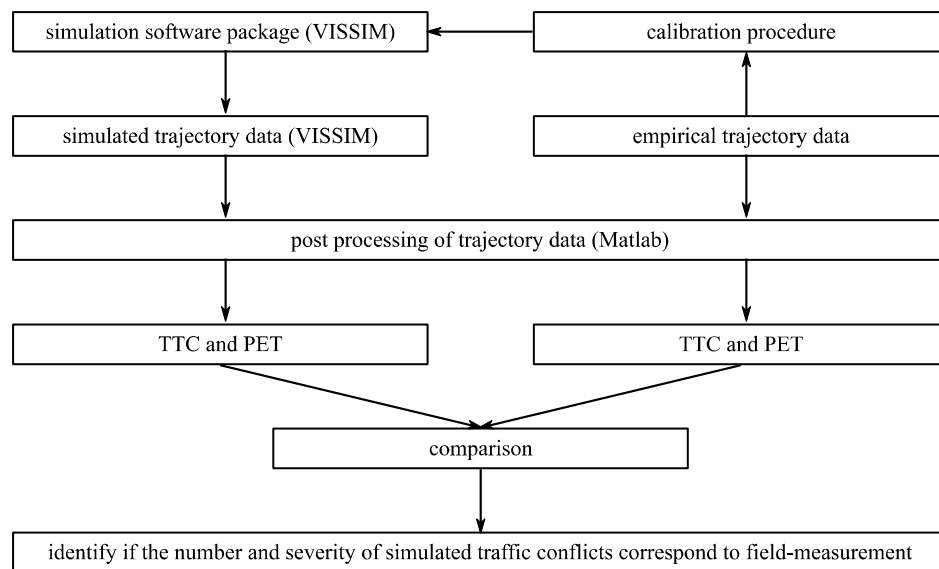 simulation software package (VISSIM)
calibration procedure
simulated trajectory data (VISSIM)
empirical trajectory data
post processing of trajectory data (Matlab)
TTC and PET
TTC and PET
comparison
identify if the number and severity of simulated traffic conflicts correspond to field-measurement